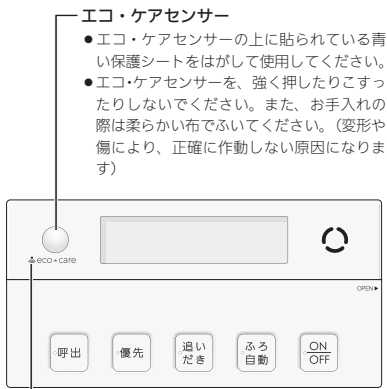 エコ・ケアセンサー
●エコ・ケアセンサーの上に貼られている青
い保護シートをはがして使用してください。
●エコ・ケアセンサーを、強く押したりこすっ
たりしないでください。また、お手入れの
際は柔らかい布でふいてください。（変形や
傷により、正確に作動しない原因になりま
す）
eco・care
OPEN▶
呼出
優先
追い
だき
ふろ
自動
ON
OFF